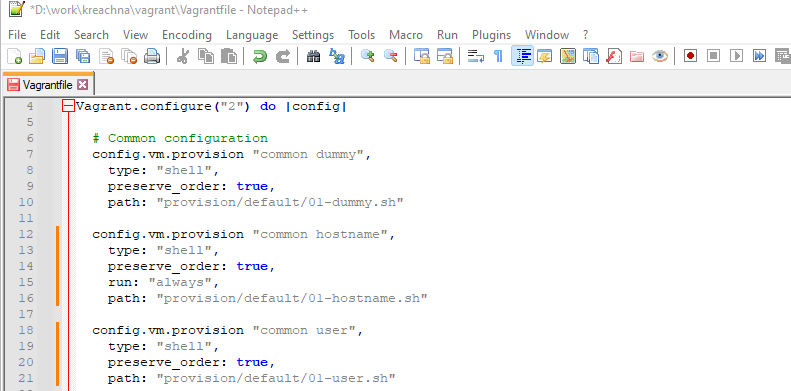 *D:\work\kreachna\vagrant\Vagrantfile - Notepad++
File Edit Search View Encoding Language Settings Tools Macro Run Plugins Window ?
Vagrantfile
4 Vagrant.configure("2") do |config|
5
6 # Common configuration
7 config.vm.provision "common dummy",
8 type: "shell",
9 preserve_order: true,
10 path: "provision/default/01-dummy.sh"
11
12 config.vm.provision "common hostname",
13 type: "shell",
14 preserve_order: true,
15 run: "always",
16 path: "provision/default/01-hostname.sh"
17
18 config.vm.provision "common user",
19 type: "shell",
20 preserve_order: true,
21 path: "provision/default/01-user.sh"